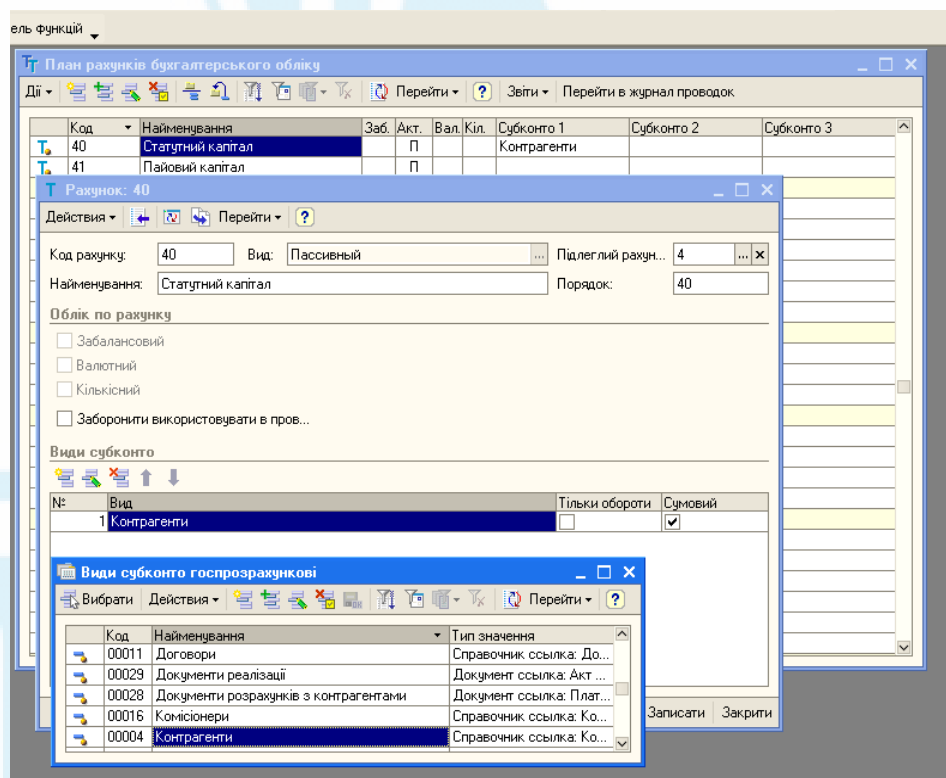 ель функцій
План рахунків бухгалтерського обліку
Дії Перейти ? Звіти Перейти в журнал проводок
Код Найменування Заб. Акт. Вал. Кіл. Субконто 1 Субконто 2 Субконто 3
40 Статутний капітал П Контрагенти
41 Пайовий капітал П
Рахунок: 40
Действия Перейти ?
Код рахунку: 40 Вид: Пассивный ... Підлеглий рахун... 4 ... x
Найменування: Статутний капітал Порядок: 40
Облік по рахунку
Забалансовий
Валютний
Кількісний
Заборонити використовувати в пров...
Види субконто
№ Вид Тільки обороти Сумовий
1 Контрагенти
Види субконто госпрозрахункові
Вибрати Действия Перейти ?
Код Найменування Тип значення
00011 Договори Справочник ссылка: До...
00029 Документи реалізації Документ ссылка: Акт ...
00028 Документи розрахунків з контрагентами Документ ссылка: Плат...
00016 Комісіонери Справочник ссылка: Ко...
00004 Контрагенти Справочник ссылка: Ко...
Записати Закрити